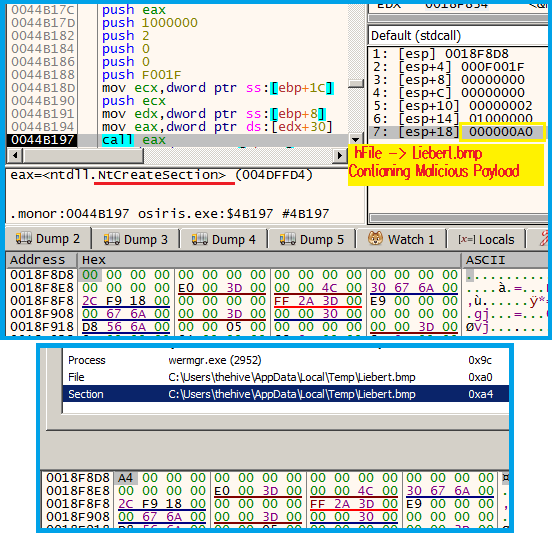 0044B17C push eax
0044B17D push 1000000
0044B182 push 2
0044B184 push 0
0044B186 push 0
0044B188 push F001F
0044B18D mov ecx,dword ptr ss:[ebp+1C]
0044B190 push ecx
0044B191 mov edx,dword ptr ss:[ebp+8]
0044B194 mov eax,dword ptr ds:[edx+30]
0044B197 call eax
eax=<ntdll.NtCreateSection> (004DFFD4)
.monor:0044B197 osiris.exe:$4B197 #4B197
Default (stdcall)
1: [esp] 0018F8D8
2: [esp+4] 000F001F
3: [esp+8] 00000000
4: [esp+C] 00000000
5: [esp+10] 00000002
6: [esp+14] 01000000
7: [esp+18] 000000A0
hFile -> Liebert.bmp
Contianing Malicious Payload
Dump 2 Dump 3 Dump 4 Dump 5 Watch 1 [x=] Locals
Address Hex ASCII
0018F8D8 00 00 00 00 00 00 00 00 00 00 00 00 00 00 00 00
0018F8E8 00 00 00 00 E0 00 3D 00 00 00 4C 00 30 67 6A 00
0018F8F8 2C F9 18 00 00 00 00 00 FF 2A 3D 00 E9 00 00 00
0018F908 00 67 6A 00 00 00 3D 00 00 00 30 00 00 00 00 00
0018F918 D8 56 6A 00 00 00 05 00 00 00 00 00 00 00 3D 00
Process wermgr.exe (2952) 0x9c
File C:\Users\thehive\AppData\Local\Temp\Liebert.bmp 0xa0
Section C:\Users\thehive\AppData\Local\Temp\Liebert.bmp 0xa4
0018F8D8 A4 00 00 00 00 00 00 00 00 00 00 00 00 00 00 00
0018F8E8 00 00 00 00 E0 00 3D 00 00 00 4C 00 30 67 6A 00
0018F8F8 2C F9 18 00 00 00 00 00 FF 2A 3D 00 E9 00 00 00
0018F908 00 67 6A 00 00 00 3D 00 00 00 30 00 00 00 00 00